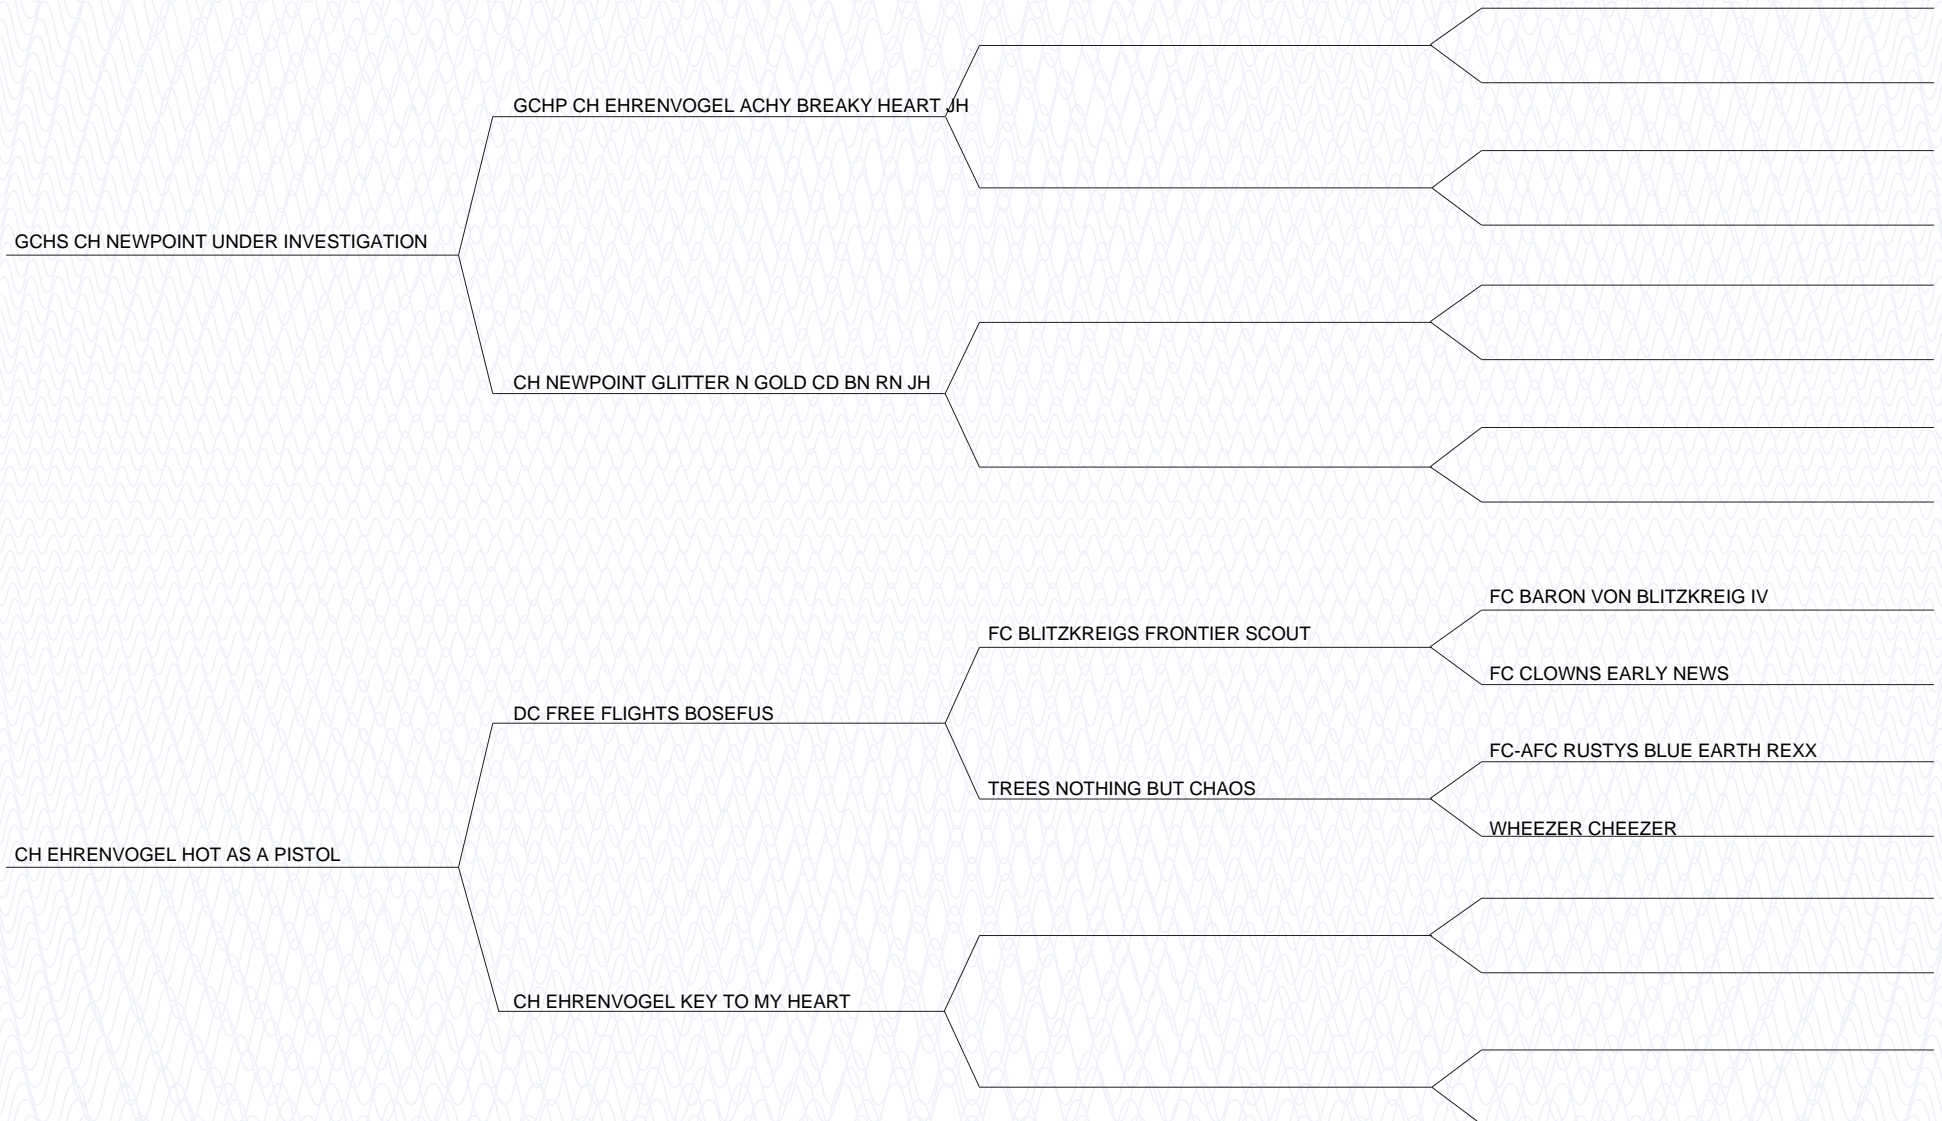 GCHP CH EHRENVOGEL ACHY BREAKY HEART JH
GCHS CH NEWPOINT UNDER INVESTIGATION
CH NEWPOINT GLITTER N GOLD CD BN RN JH
FC BARON VON BLITZKREIG IV
FC BLITZKREIGS FRONTIER SCOUT
FC CLOWNS EARLY NEWS
DC FREE FLIGHTS BOSEFUS
FC-AFC RUSTYS BLUE EARTH REXX
TREES NOTHING BUT CHAOS
WHEEZER CHEEZER
CH EHRENVOGEL HOT AS A PISTOL
CH EHRENVOGEL KEY TO MY HEART